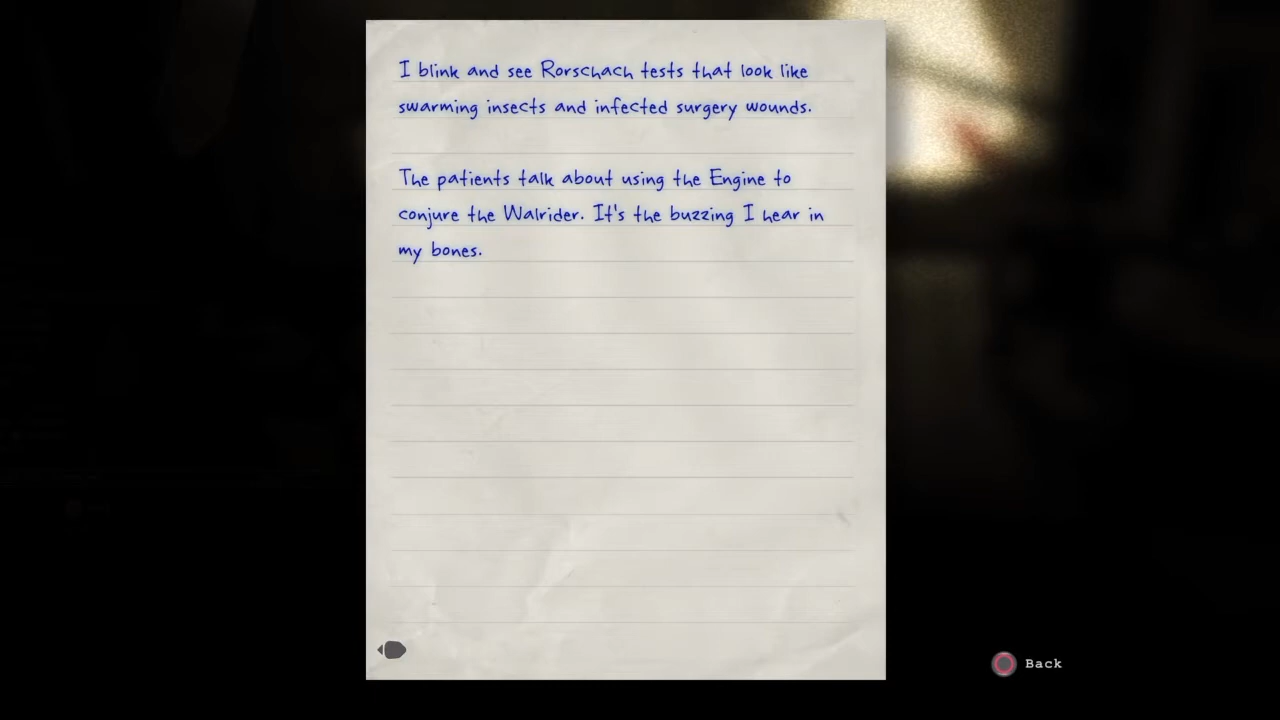 I blink and see Rorschach tests that look like
swarming insects and infected surgery wounds.
The patients talk about using the Engine to
conjure the Walrider. It's the buzzing I hear in
my bones.
Back